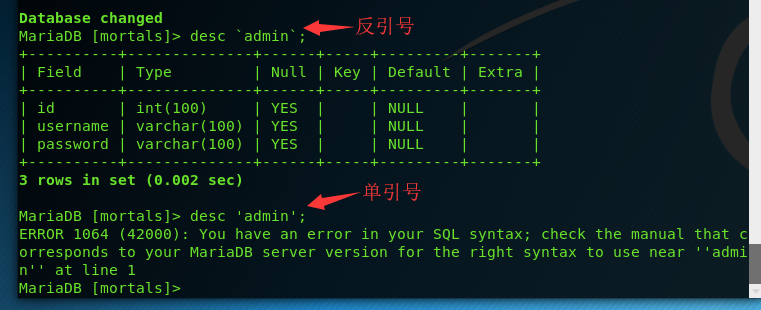 Database changed
MariaDB [mortals]> desc `admin`;
反引号
+----------+--------------+------+-----+---------+-------+
| Field    | Type         | Null | Key | Default | Extra |
+----------+--------------+------+-----+---------+-------+
| id       | int(100)     | YES  |     | NULL    |       |
| username | varchar(100) | YES  |     | NULL    |       |
| password | varchar(100) | YES  |     | NULL    |       |
+----------+--------------+------+-----+---------+-------+
3 rows in set (0.002 sec)
单引号
MariaDB [mortals]> desc 'admin';
ERROR 1064 (42000): You have an error in your SQL syntax; check the manual that c
orresponds to your MariaDB server version for the right syntax to use near ''admi
n'' at line 1
MariaDB [mortals]>